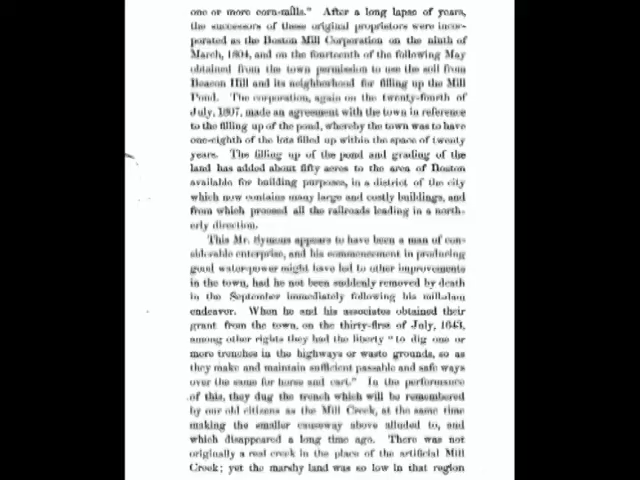 one or more corn-mills." After a long lapse of years,
the successors of these original proprietors were incor-
porated as the Boston Mill Corporation on the ninth of
March, 1804, and on the fourteenth of the following May
obtained from the town permission to use the soil from
Beacon Hill and its neighborhood for filling up the Mill
Pond. The corporation, again on the twenty-fourth of
July, 1807, made an agreement with the town in reference
to the filling up of the pond, whereby the town was to have
one-eighth of the lots filled up within the space of twenty
years. The filling up of the pond and grading of the
land has added about fifty acres to the area of Boston
available for building purposes, in a district of the city
which now contains many large and costly buildings, and
from which proceed all the railroads leading in a north-
erly direction.
This Mr. Symons appears to have been a man of con-
siderable enterprise, and his commencement in producing
good water-power might have led to other improvements
in the town, had he not been suddenly removed by death
in the September immediately following his milldam
endeavor. When he and his associates obtained their
grant from the town, on the thirty-first of July, 1643,
among other rights they had the liberty "to dig one or
more trenches in the highways or waste grounds, so as
they make and maintain sufficient passable and safe ways
over the same for horse and cart." In the performance
of this, they dug the trench which will be remembered
by our old citizens as the Mill Creek, at the same time
making the smaller causeway above alluded to, and
which disappeared a long time ago. There was not
originally a real creek in the place of the artificial Mill
Creek; yet the marshy land was so low in that region